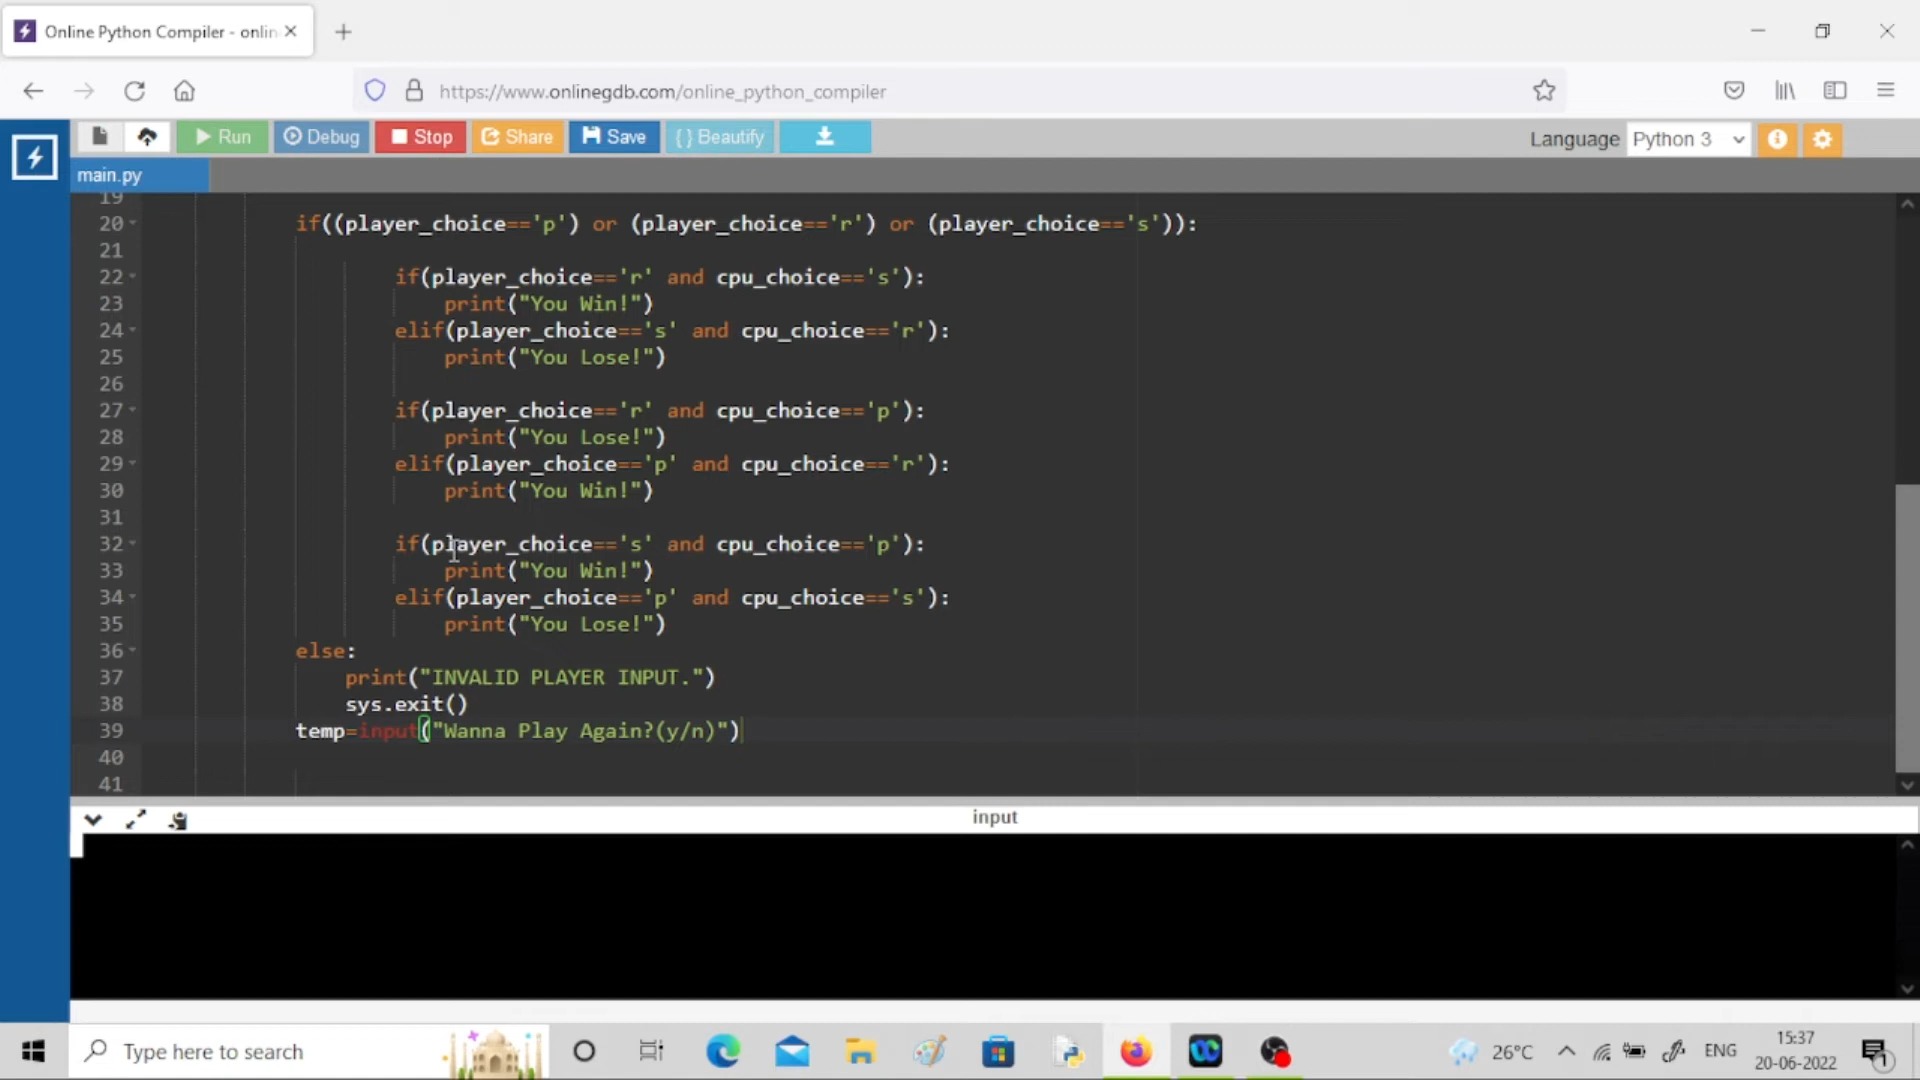 Online Python Compiler - onlin
https://www.onlinegdb.com/online_python_compiler
Run Debug Stop Share Save {} Beautify Language Python 3
main.py
19
20 if((player_choice=='p') or (player_choice=='r') or (player_choice=='s')):
21
22 if(player_choice=='r' and cpu_choice=='s'):
23 print("You Win!")
24 elif(player_choice=='s' and cpu_choice=='r'):
25 print("You Lose!")
26
27 if(player_choice=='r' and cpu_choice=='p'):
28 print("You Lose!")
29 elif(player_choice=='p' and cpu_choice=='r'):
30 print("You Win!")
31
32 if(player_choice=='s' and cpu_choice=='p'):
33 print("You Win!")
34 elif(player_choice=='p' and cpu_choice=='s'):
35 print("You Lose!")
36 else:
37 print("INVALID PLAYER INPUT.")
38 sys.exit()
39 temp=input("Wanna Play Again?(y/n)")
40
41
input
Type here to search 26°C ENG 15:37
20-06-2022 1